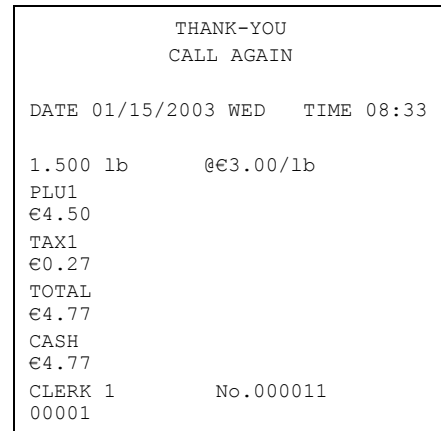 THANK-YOU
CALL AGAIN
DATE 01/15/2003 WED TIME 08:33
1.500 lb @€3.00/lb
PLU1
€4.50
TAX1
€0.27
TOTAL
€4.77
CASH
€4.77
CLERK 1 No.000011
00001